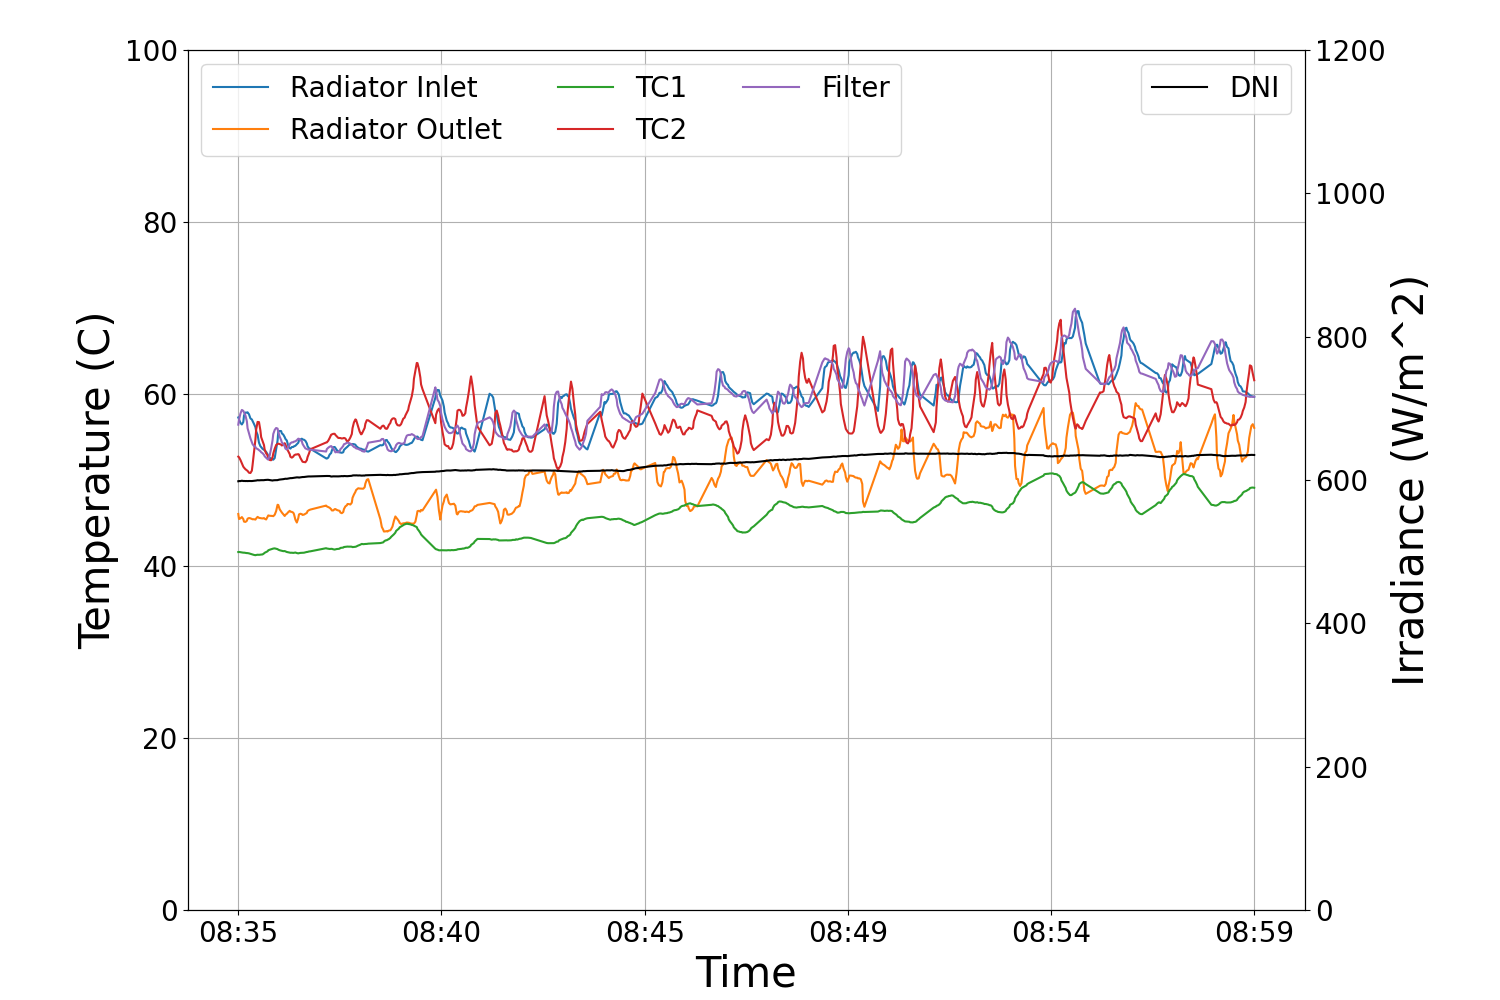 Radiator Inlet
Radiator Outlet
TC1
TC2
Filter
DNI
100
80
60
40
20
0
Temperature (C)
1200
1000
800
600
400
200
0
Irradiance (W/m^2)
08:35 08:40 08:45 08:49 08:54 08:59
Time